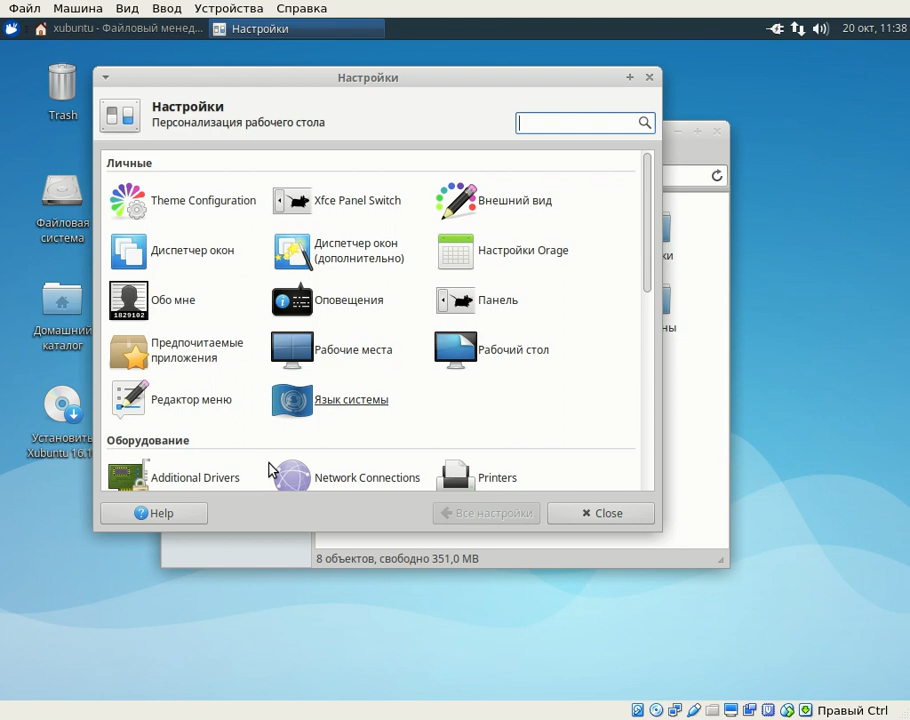 Файл Машина Вид Ввод Устройства Справка
xubuntu - Файловый менед...
Настройки
20 окт, 11:38
Trash
Файловая
система
Домашний
каталог
Установить
Xubuntu 16.1
Настройки
Настройки
Персонализация рабочего стола
Личные
Theme Configuration
Xfce Panel Switch
Внешний вид
Диспетчер окон
Диспетчер окон
(дополнительно)
Настройки Orage
1829102
Обо мне
Оповещения
Панель
Предпочитаемые
приложения
Рабочие места
Рабочий стол
Редактор меню
Язык системы
Оборудование
Additional Drivers
Network Connections
Printers
Help
Все настройки
Close
ки
ны
8 объектов, свободно 351,0 MB
Правый Ctrl